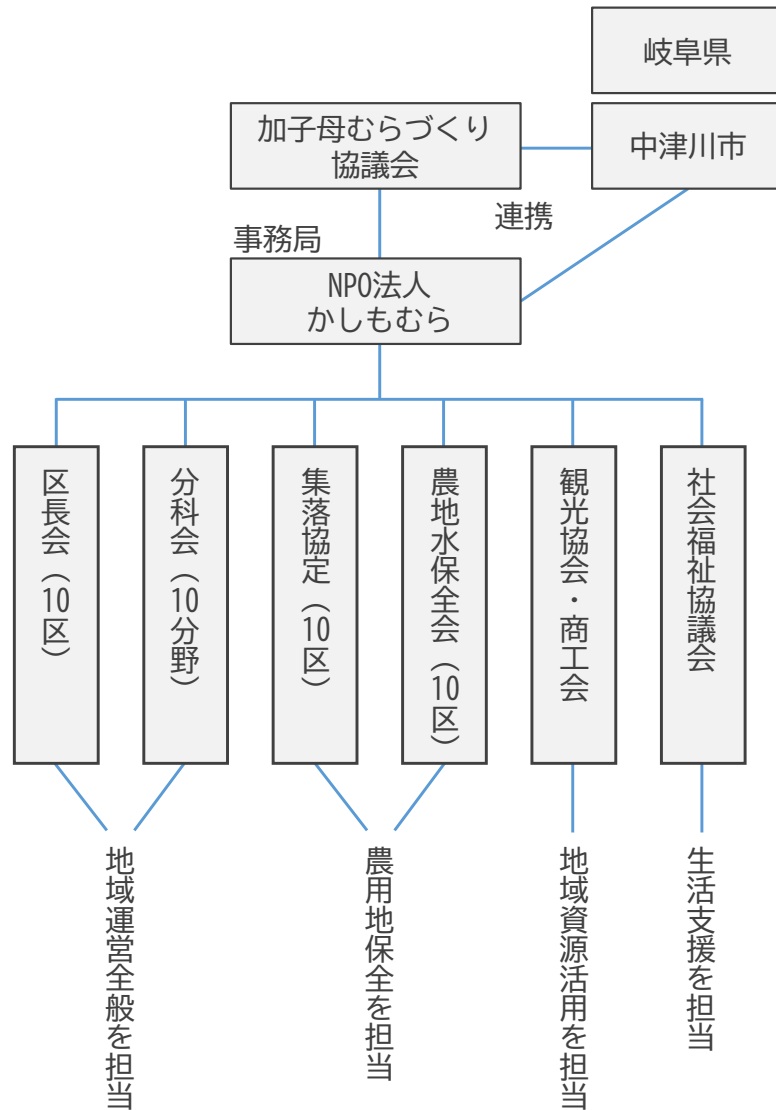 岐阜県
加子母むらづくり
協議会
中津川市
連携
事務局
NPO法人
かしもむら
区長会（10区）
分科会（10分野）
集落協定（10区）
農地水保全会（10区）
観光協会・商工会
社会福祉協議会
地域運営全般を担当
農用地保全を担当
地域資源活用を担当
生活支援を担当